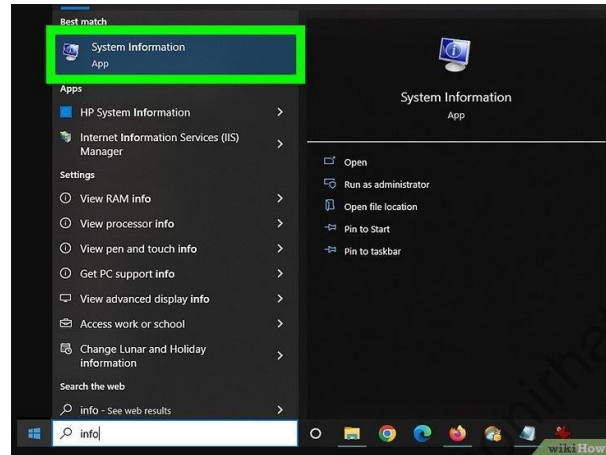 Best match
System Information
App
Apps
HP System Information
Internet Information Services (IIS)
Manager
Settings
View RAM info
View processor info
View pen and touch info
Get PC support info
View advanced display info
Access work or school
Change Lunar and Holiday
information
Search the web
info - See web results
info
System Information
App
Open
Run as administrator
Open file location
Pin to Start
Pin to taskbar
wikiHow